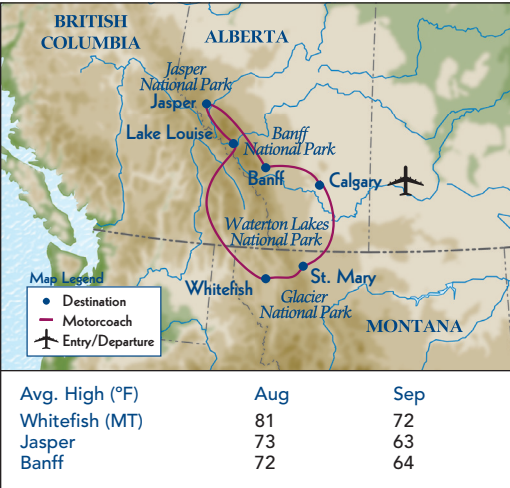 BRITISH
COLUMBIA
ALBERTA
Jasper
National Park
Jasper
Lake Louise
Banff
National Park
Banff
Calgary
Waterton Lakes
National Park
Map Legend
Destination
Motorcoach
Entry/Departure
Whitefish
St. Mary
Glacier
National Park
MONTANA
Avg. High (ºF) Aug Sep
Whitefish (MT) 81 72
Jasper 73 63
Banff 72 64